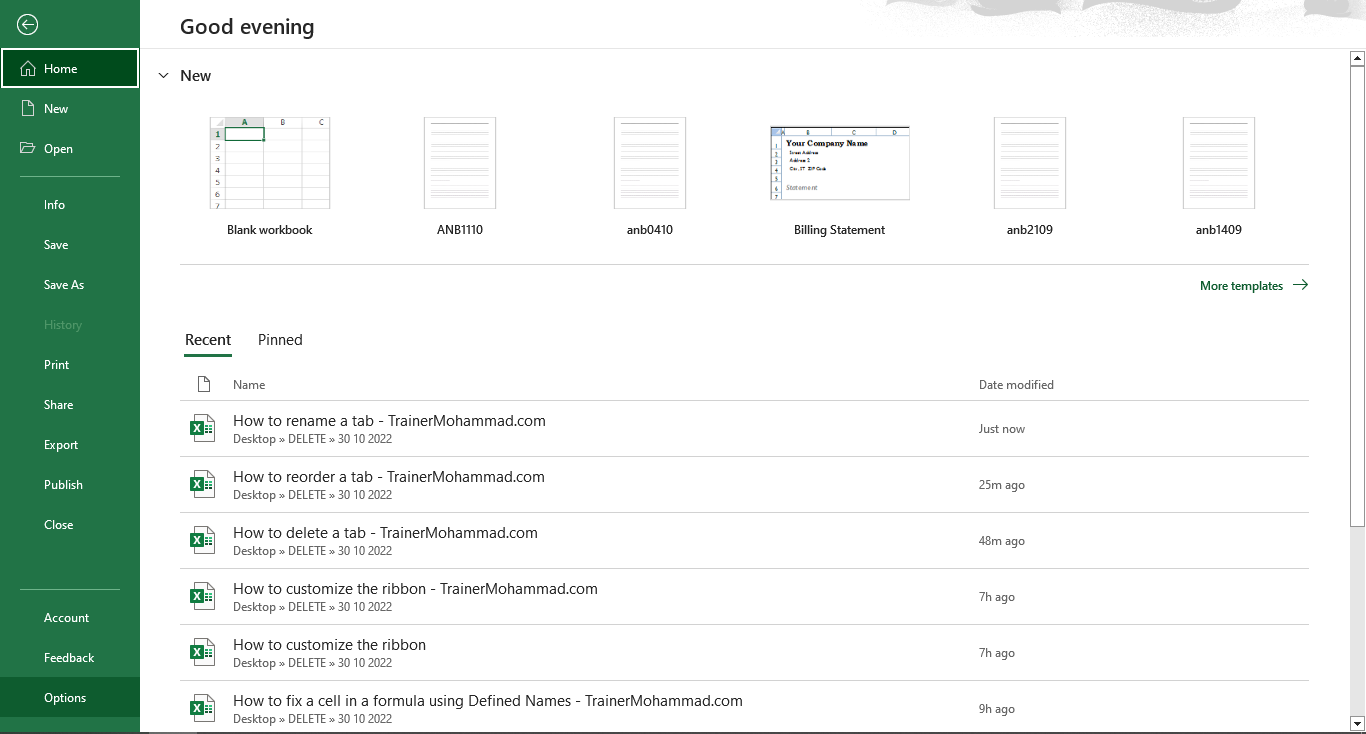 Good evening
Home
New
Open
Info
Save
Save As
History
Print
Share
Export
Publish
Close
Account
Feedback
Options
New
A B C
1
2
3
4
5
6
7
Blank workbook
ANB1110
anb0410
A B C D
1 Your Company Name
2 Street Address
3 Address 2
4 City, ST ZIP Code
5
6 Statement
7
Billing Statement
anb2109
anb1409
More templates
Recent Pinned
Name Date modified
How to rename a tab - TrainerMohammad.com
Desktop » DELETE » 30 10 2022
Just now
How to reorder a tab - TrainerMohammad.com
Desktop » DELETE » 30 10 2022
25m ago
How to delete a tab - TrainerMohammad.com
Desktop » DELETE » 30 10 2022
48m ago
How to customize the ribbon - TrainerMohammad.com
Desktop » DELETE » 30 10 2022
7h ago
How to customize the ribbon
Desktop » DELETE » 30 10 2022
7h ago
How to fix a cell in a formula using Defined Names - TrainerMohammad.com
Desktop » DELETE » 30 10 2022
9h ago